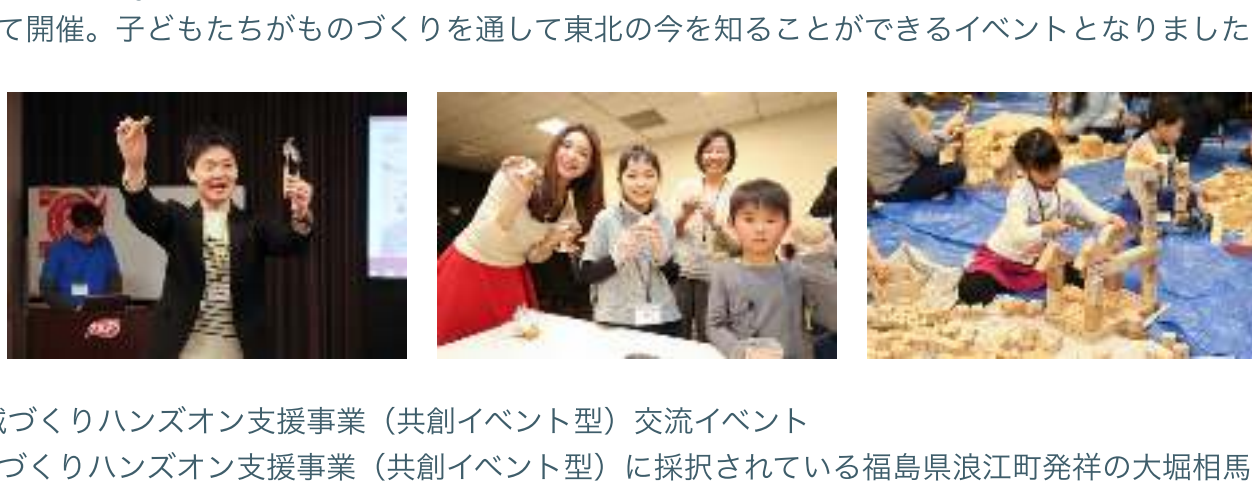 て開催。子どもたちがものづくりを通して東北の今を知ることができるイベントとなりました
づくりハンズオン支援事業（共創イベント型）交流イベント
づくりハンズオン支援事業（共創イベント型）に採択されている福島県浪江町発祥の大堀相馬